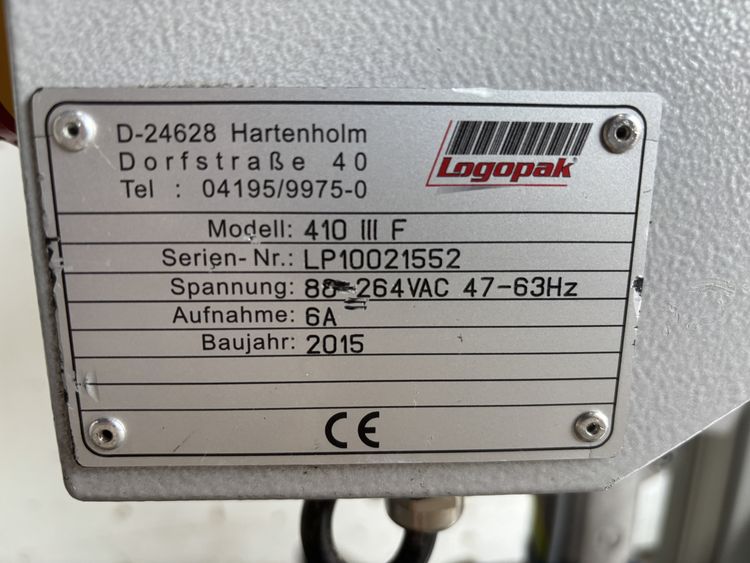 D-24628 Hartenholm
Dorfstraße 40
Tel : 04195/9975-0
Logopak
Modell: 410 III F
Serien-Nr.: LP10021552
Spannung: 88-264VAC 47-63Hz
Aufnahme: 6A
Baujahr: 2015
CE